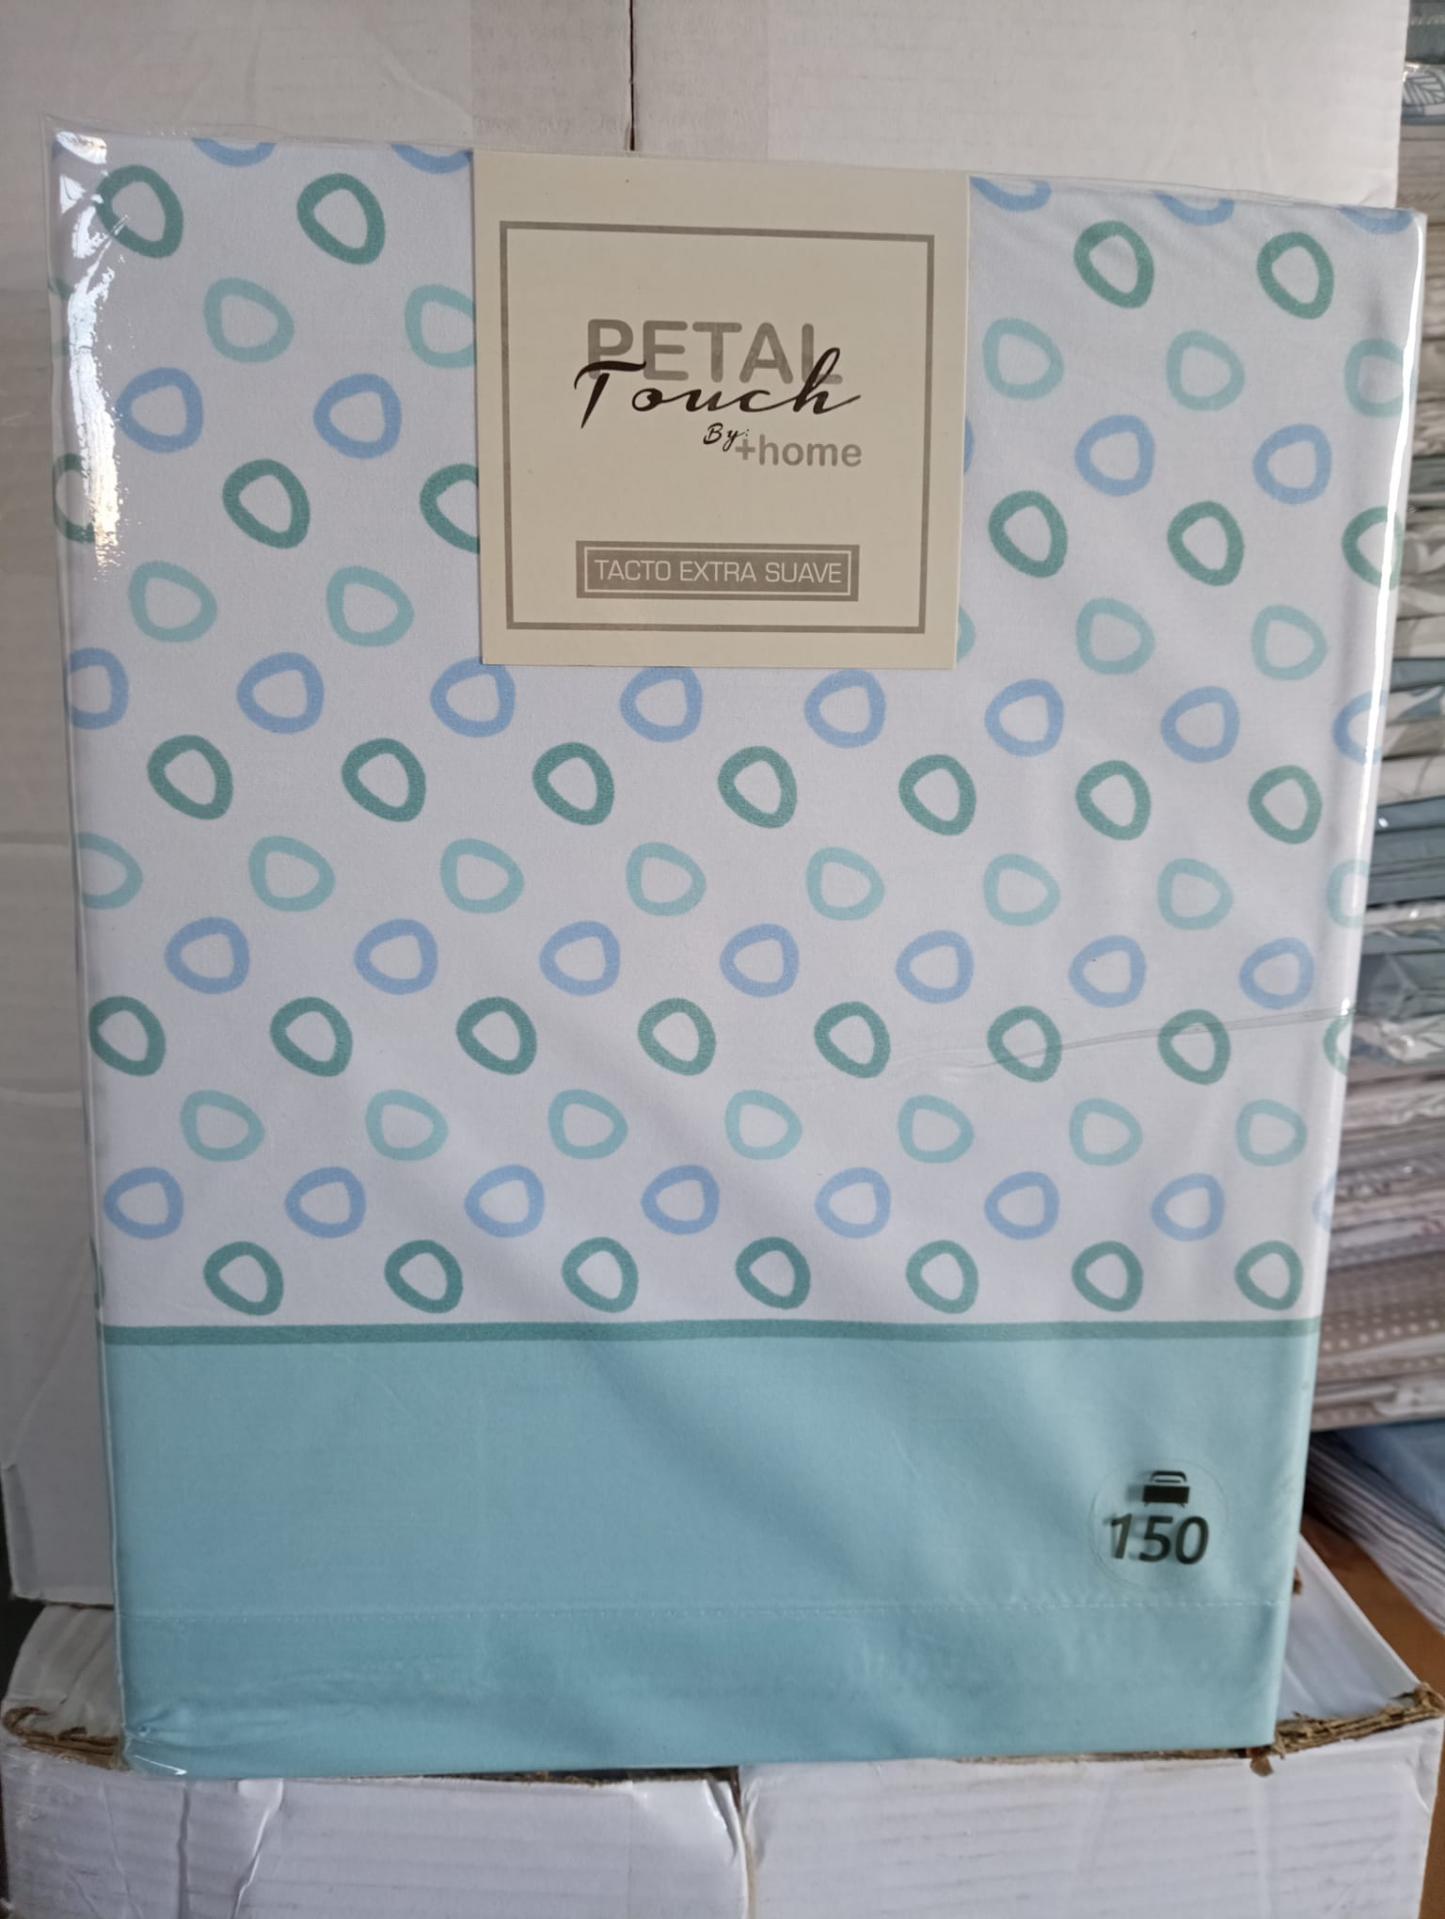 PETAL
Touch
By:
+home
TACTO EXTRA SUAVE
150